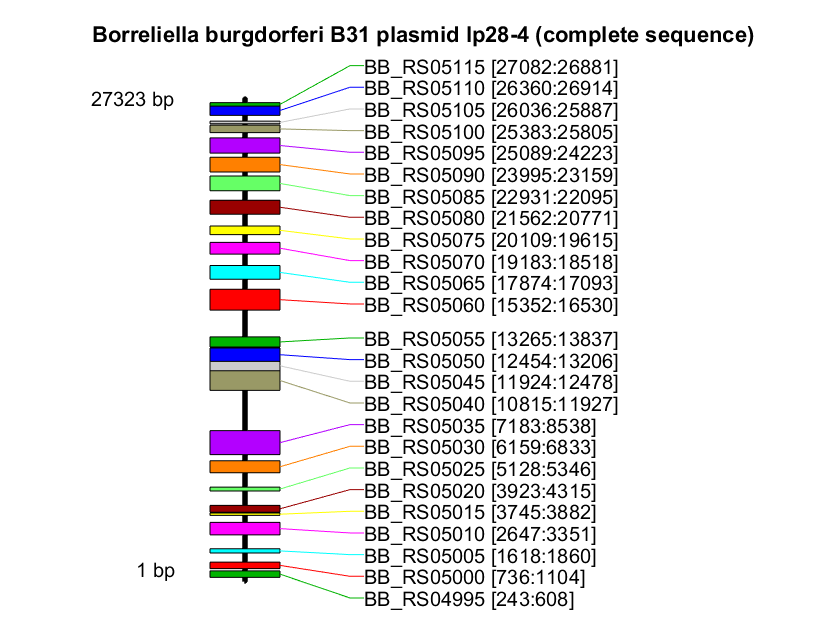 Borreliella burgdorferi B31 plasmid lp28-4 (complete sequence)
27323 bp
BB_RS05115 [27082:26881]
BB_RS05110 [26360:26914]
BB_RS05105 [26036:25887]
BB_RS05100 [25383:25805]
BB_RS05095 [25089:24223]
BB_RS05090 [23995:23159]
BB_RS05085 [22931:22095]
BB_RS05080 [21562:20771]
BB_RS05075 [20109:19615]
BB_RS05070 [19183:18518]
BB_RS05065 [17874:17093]
BB_RS05060 [15352:16530]
BB_RS05055 [13265:13837]
BB_RS05050 [12454:13206]
BB_RS05045 [11924:12478]
BB_RS05040 [10815:11927]
BB_RS05035 [7183:8538]
BB_RS05030 [6159:6833]
BB_RS05025 [5128:5346]
BB_RS05020 [3923:4315]
BB_RS05015 [3745:3882]
BB_RS05010 [2647:3351]
BB_RS05005 [1618:1860]
1 bp
BB_RS05000 [736:1104]
BB_RS04995 [243:608]